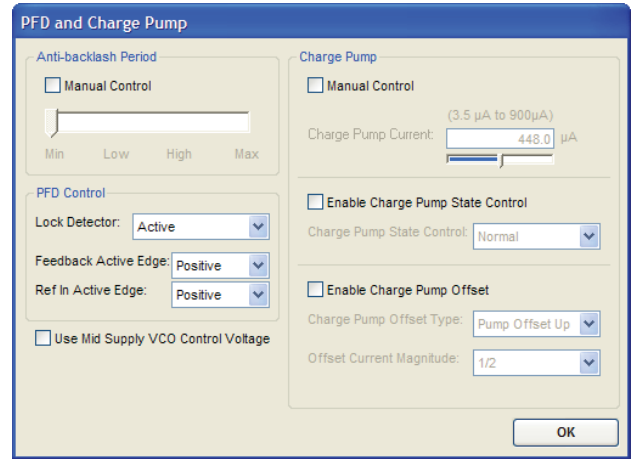 PFD and Charge Pump
Anti-backlash Period
Manual Control
Min Low High Max
PFD Control
Lock Detector: Active
Feedback Active Edge: Positive
Ref In Active Edge: Positive
Use Mid Supply VCO Control Voltage
Charge Pump
Manual Control
(3.5 µA to 900µA)
Charge Pump Current: 448.0 µA
Enable Charge Pump State Control
Charge Pump State Control: Normal
Enable Charge Pump Offset
Charge Pump Offset Type: Pump Offset Up
Offset Current Magnitude: 1/2
OK